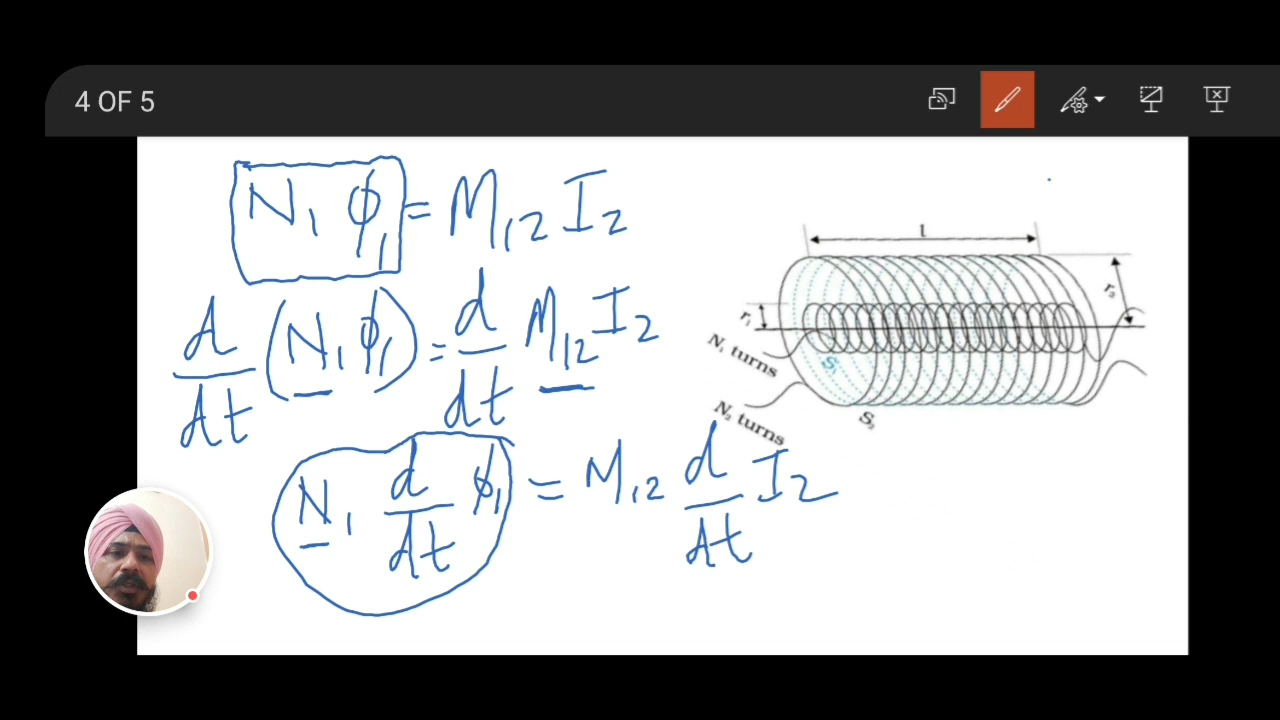 4 OF 5
N₁ ϕ₁ = M₁₂ I₂
d/dt (N₁ ϕ₁) = d/dt M₁₂ I₂
N₁ d/dt ϕ₁ = M₁₂ d/dt I₂
l
r₂
r₁
N₁ turns
S₁
N₂ turns
S₂